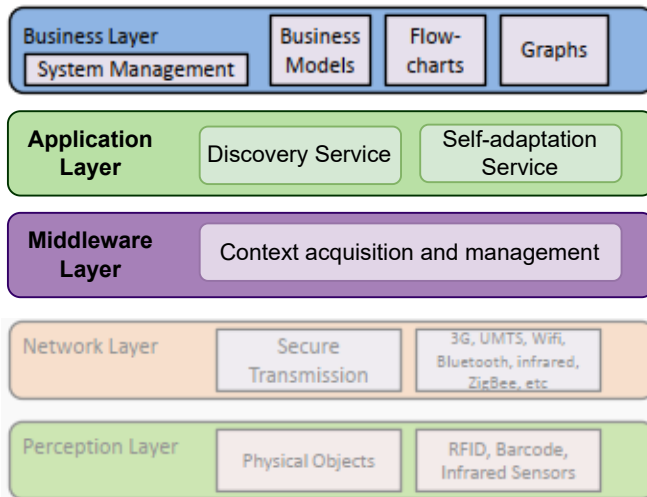 Business Layer
System Management
Business
Models
Flow-
charts
Graphs
Application
Layer
Discovery Service
Self-adaptation
Service
Middleware
Layer
Context acquisition and management
Network Layer
Secure
Transmission
3G, UMTS, Wifi,
Bluetooth, infrared,
ZigBee, etc
Perception Layer
Physical Objects
RFID, Barcode,
Infrared Sensors